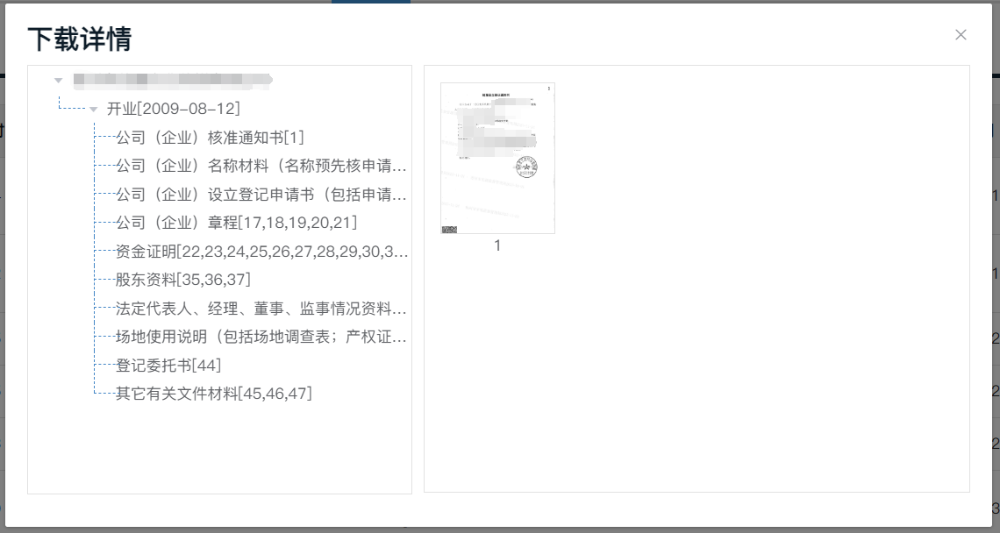 下载详情
开业[2009-08-12]
公司（企业）核准通知书[1]
公司（企业）名称材料（名称预先核申请…
公司（企业）设立登记申请书（包括申请…
公司（企业）章程[17,18,19,20,21]
资金证明[22,23,24,25,26,27,28,29,30,3…
股东资料[35,36,37]
法定代表人、经理、董事、监事情况资料…
场地使用说明（包括场地调查表；产权证…
登记委托书[44]
其它有关文件材料[45,46,47]
1